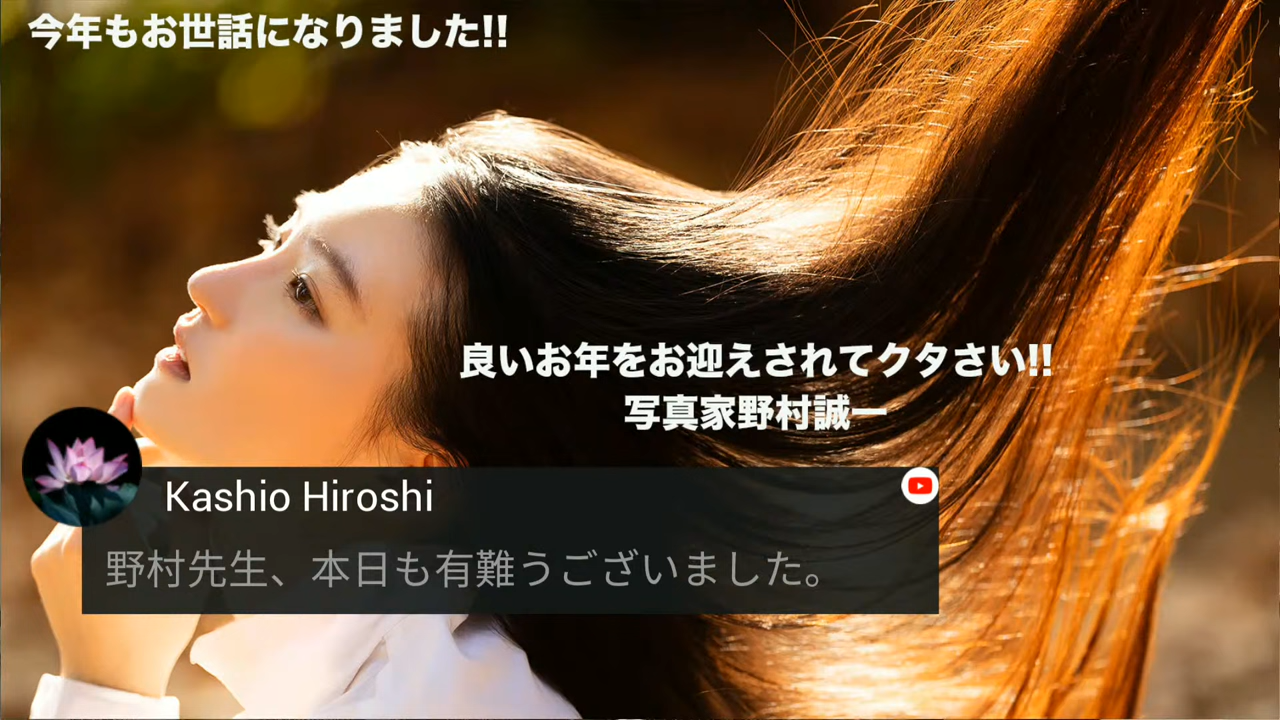 今年もお世話になりました!!
良いお年をお迎えされてクタさい!!
写真家野村誠一
Kashio Hiroshi
野村先生、本日も有難うございました。